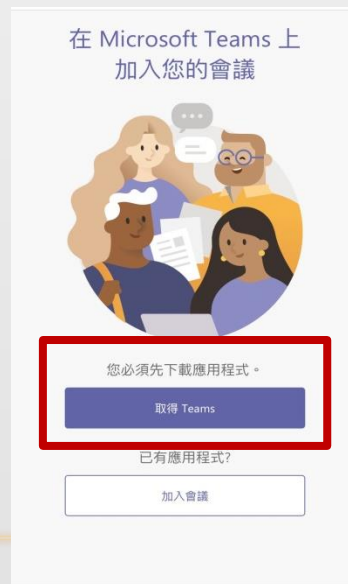 在 Microsoft Teams 上
加入您的會議
您必須先下載應用程式。
取得 Teams
已有應用程式?
加入會議